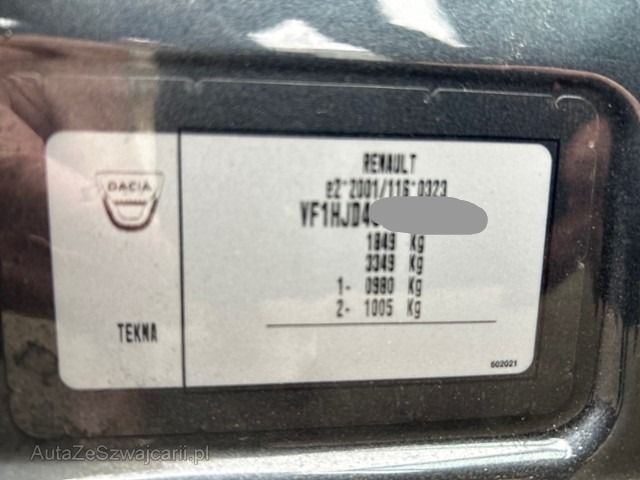 DACIA
RENAULT
e2*2001/116*0323
VF1HJD4
1849 Kg
3349 Kg
1- 0980 Kg
2- 1005 Kg
TEKNA
502021
AutaZeSzwajcarii.pl